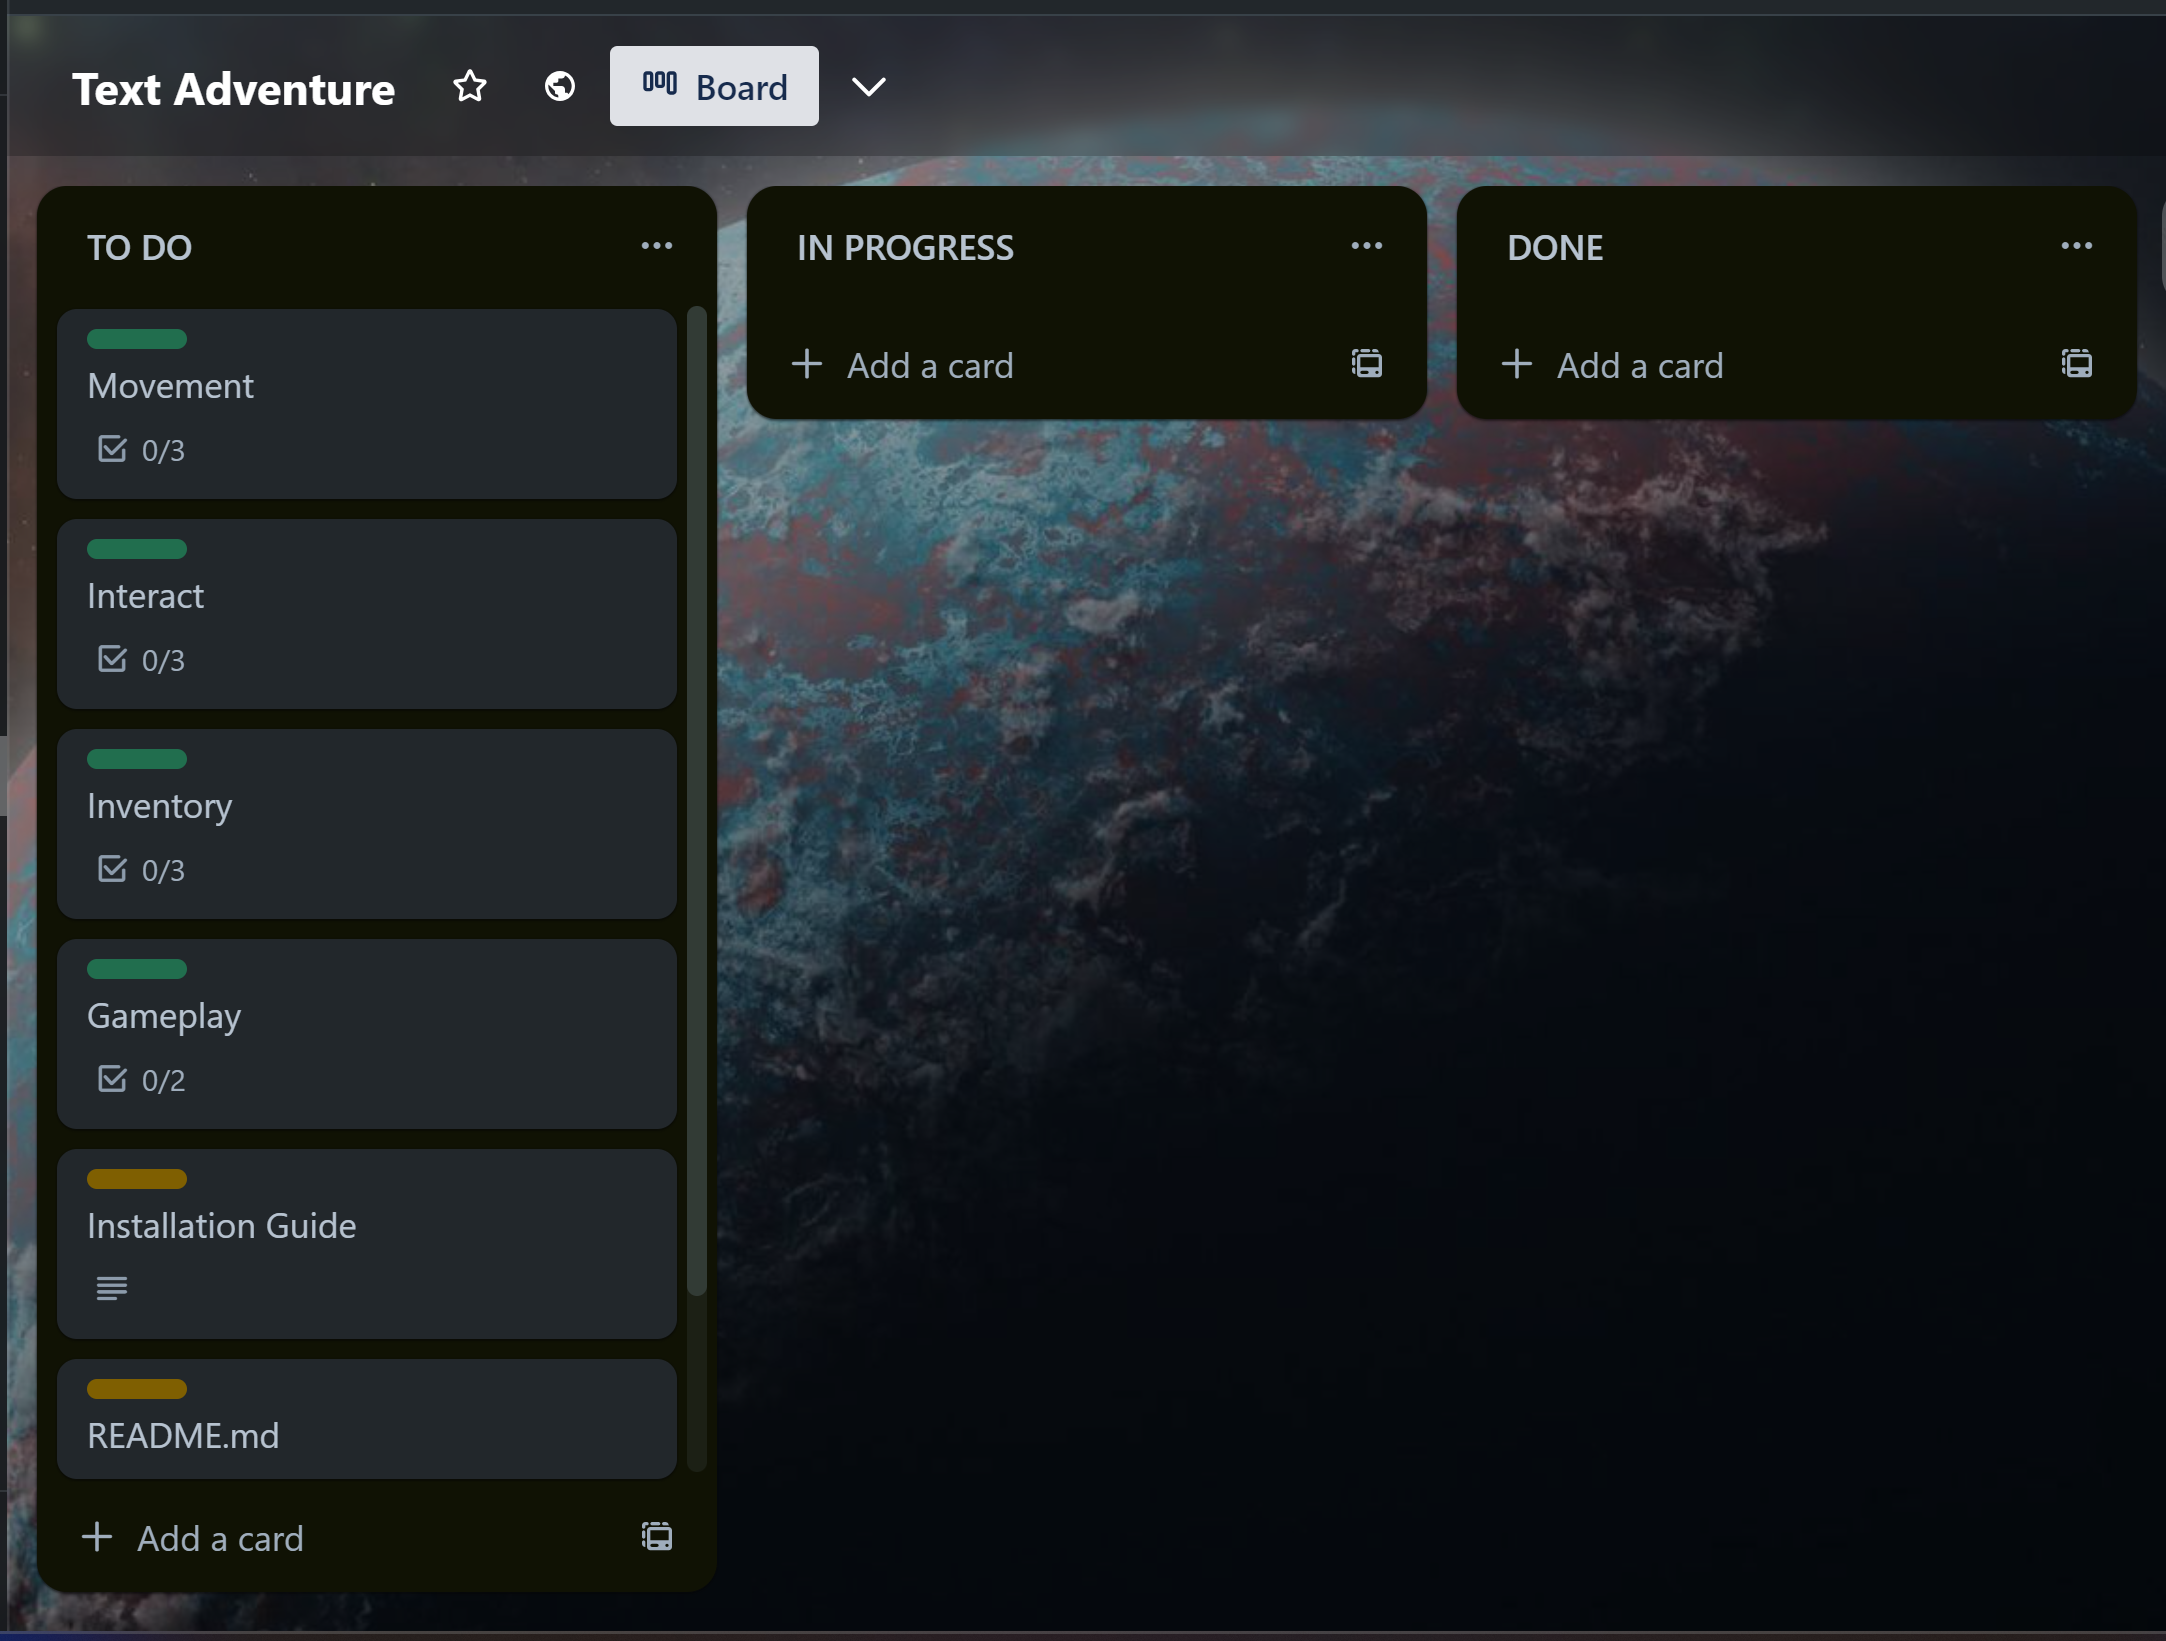 Text Adventure
Board
TO DO
Movement
0/3
Interact
0/3
Inventory
0/3
Gameplay
0/2
Installation Guide
README.md
Add a card
IN PROGRESS
Add a card
DONE
Add a card